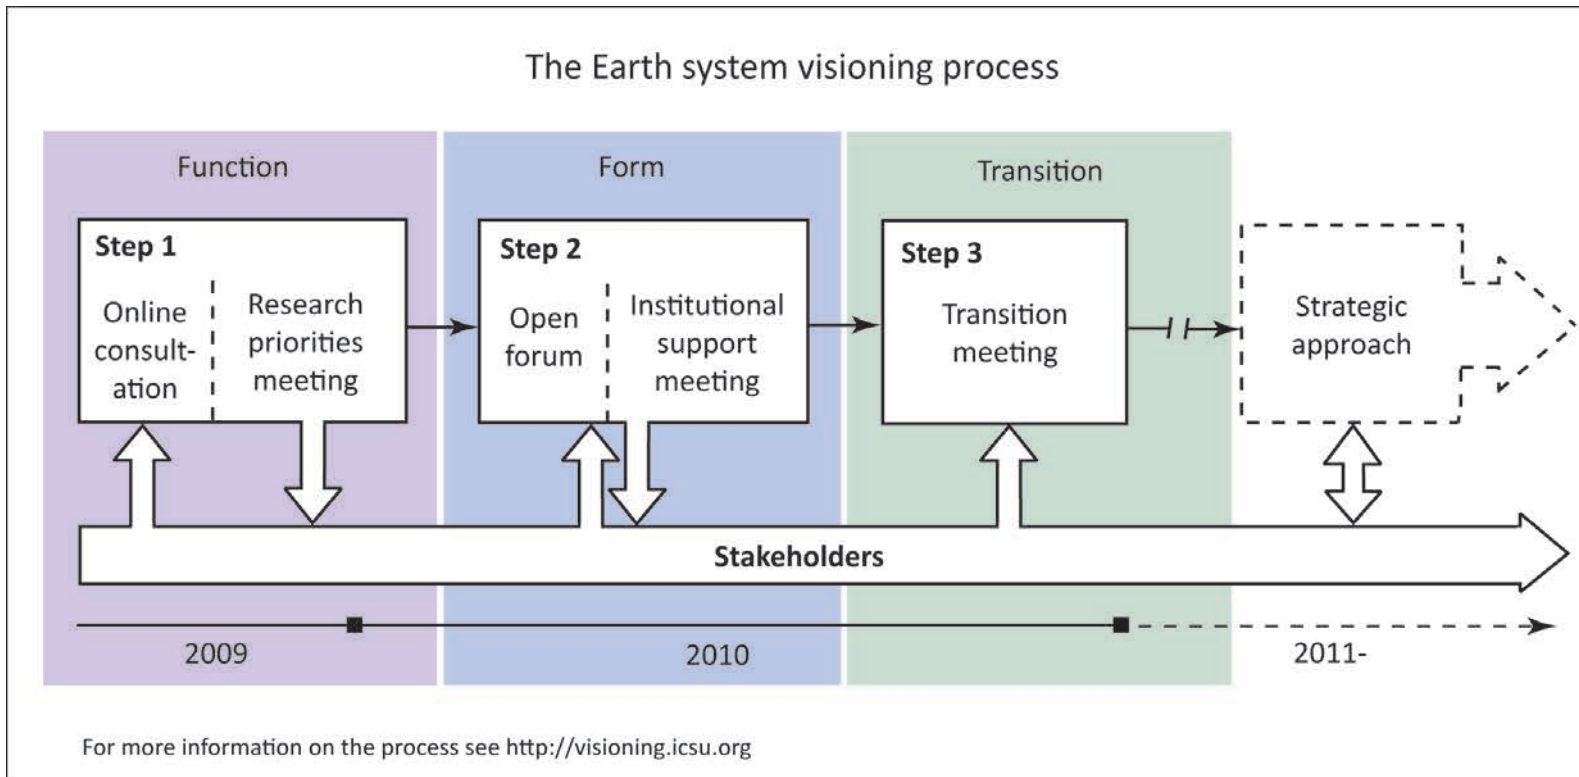 The Earth system visioning process
Function
Form
Transition
Step 1
Online
consult-
ation
Research
priorities
meeting
Step 2
Open
forum
Institutional
support
meeting
Step 3
Transition
meeting
Strategic
approach
Stakeholders
2009
2010
2011-
For more information on the process see http://visioning.icsu.org